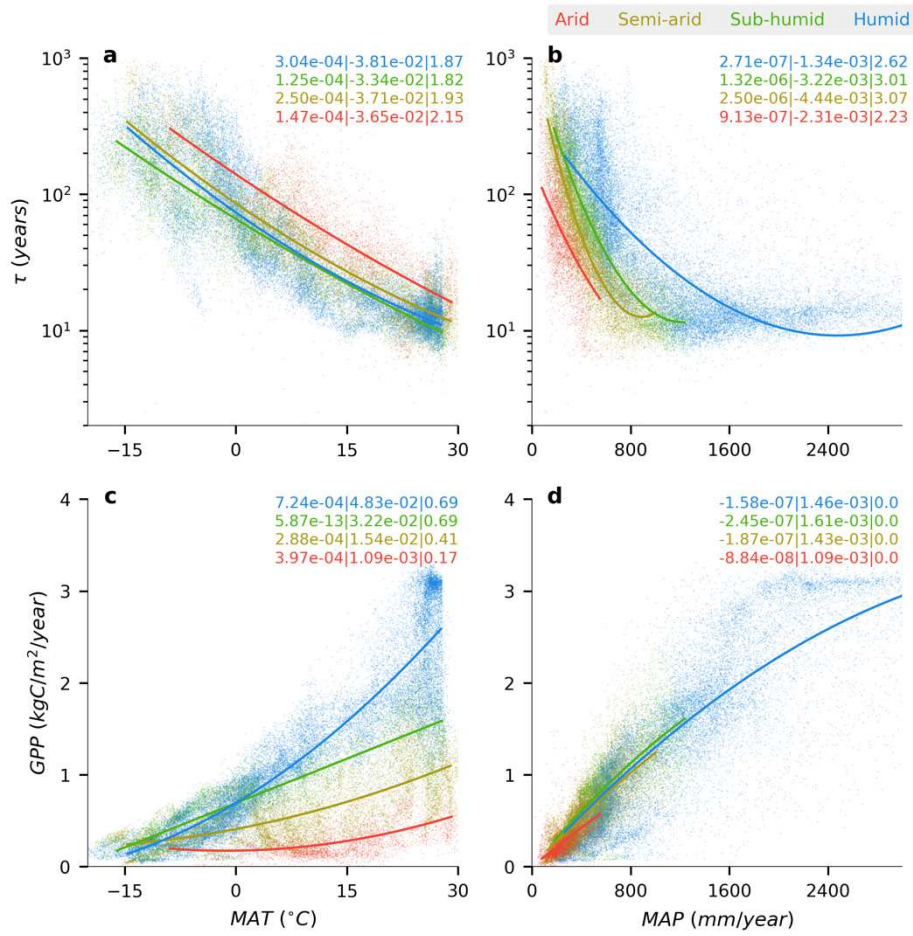 Arid Semi-arid Sub-humid Humid
a
3.04e-04|-3.81e-02|1.87
1.25e-04|-3.34e-02|1.82
2.50e-04|-3.71e-02|1.93
1.47e-04|-3.65e-02|2.15
10³
10²
10¹
τ (years)
−15 0 15 30
b
2.71e-07|-1.34e-03|2.62
1.32e-06|-3.22e-03|3.01
2.50e-06|-4.44e-03|3.07
9.13e-07|-2.31e-03|2.23
10³
10²
10¹
0 800 1600 2400
c
7.24e-04|4.83e-02|0.69
5.87e-13|3.22e-02|0.69
2.88e-04|1.54e-02|0.41
3.97e-04|1.09e-03|0.17
4
3
2
1
0
GPP (kgC/m²/year)
−15 0 15 30
MAT (°C)
d
-1.58e-07|1.46e-03|0.0
-2.45e-07|1.61e-03|0.0
-1.87e-07|1.43e-03|0.0
-8.84e-08|1.09e-03|0.0
4
3
2
1
0
0 800 1600 2400
MAP (mm/year)